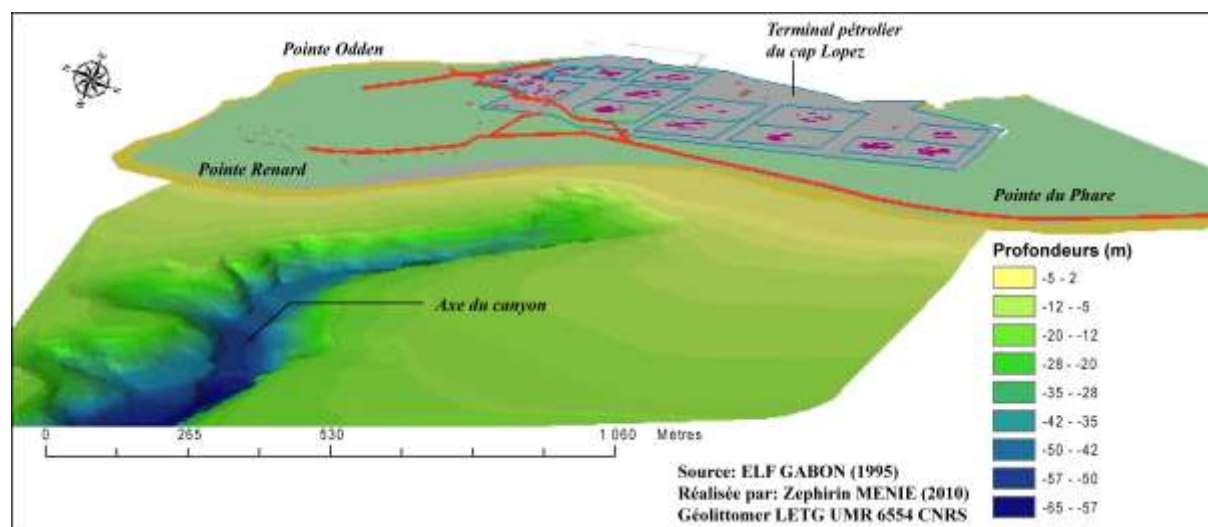 Pointe Odden
Terminal pétrolier
du cap Lopez
Pointe Renard
Pointe du Phare
Axe du canyon
Profondeurs (m)
-5 - 2
-12 - -5
-20 - -12
-28 - -20
-35 - -28
-42 - -35
-50 - -42
-57 - -50
-65 - -57
0 265 530 1 060 Mètres
Source: ELF GABON (1995)
Réalisée par: Zephirin MENIE (2010)
Géolittomer LETG UMR 6554 CNRS